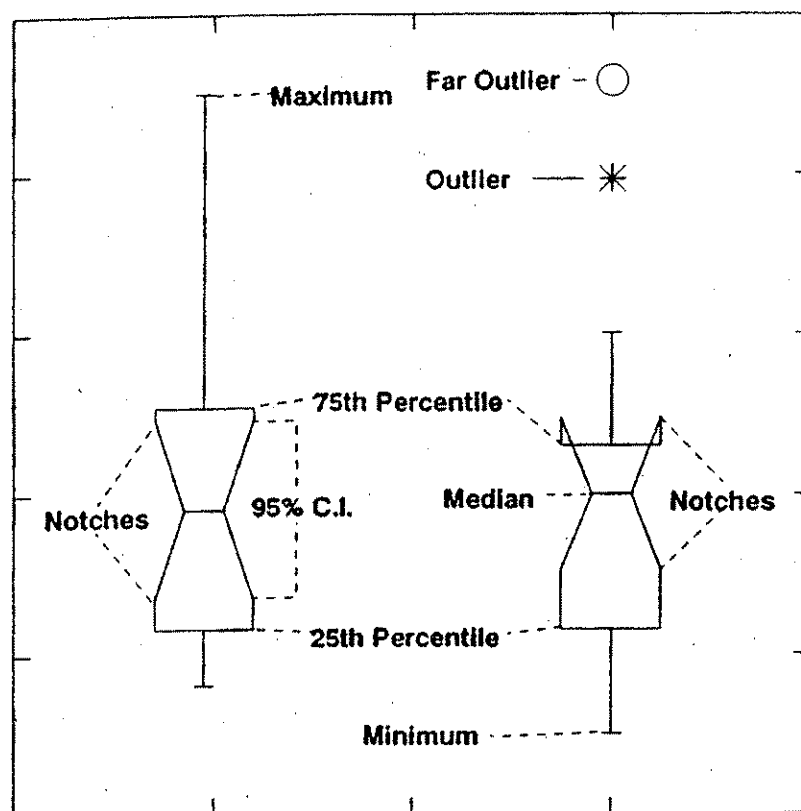 Far Outlier
Maximum
Outlier
75th Percentile
Median
Notches
95% C.I.
Notches
25th Percentile
Minimum